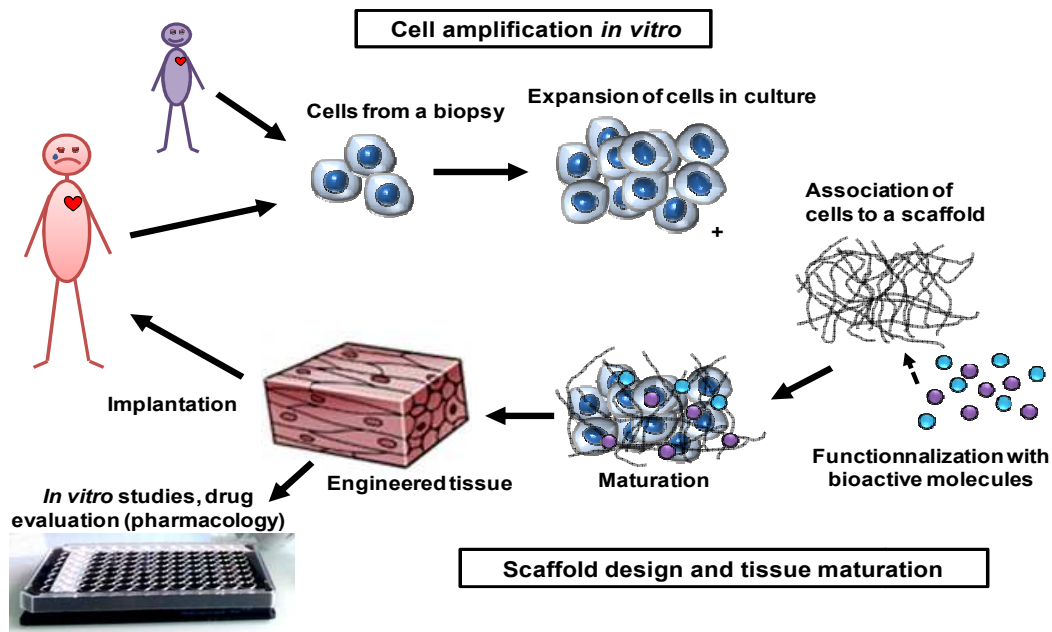 Cell amplification in vitro
Cells from a biopsy
Expansion of cells in culture
+
Association of
cells to a scaffold
Functionnalization with
bioactive molecules
Maturation
Engineered tissue
Implantation
In vitro studies, drug
evaluation (pharmacology)
Scaffold design and tissue maturation